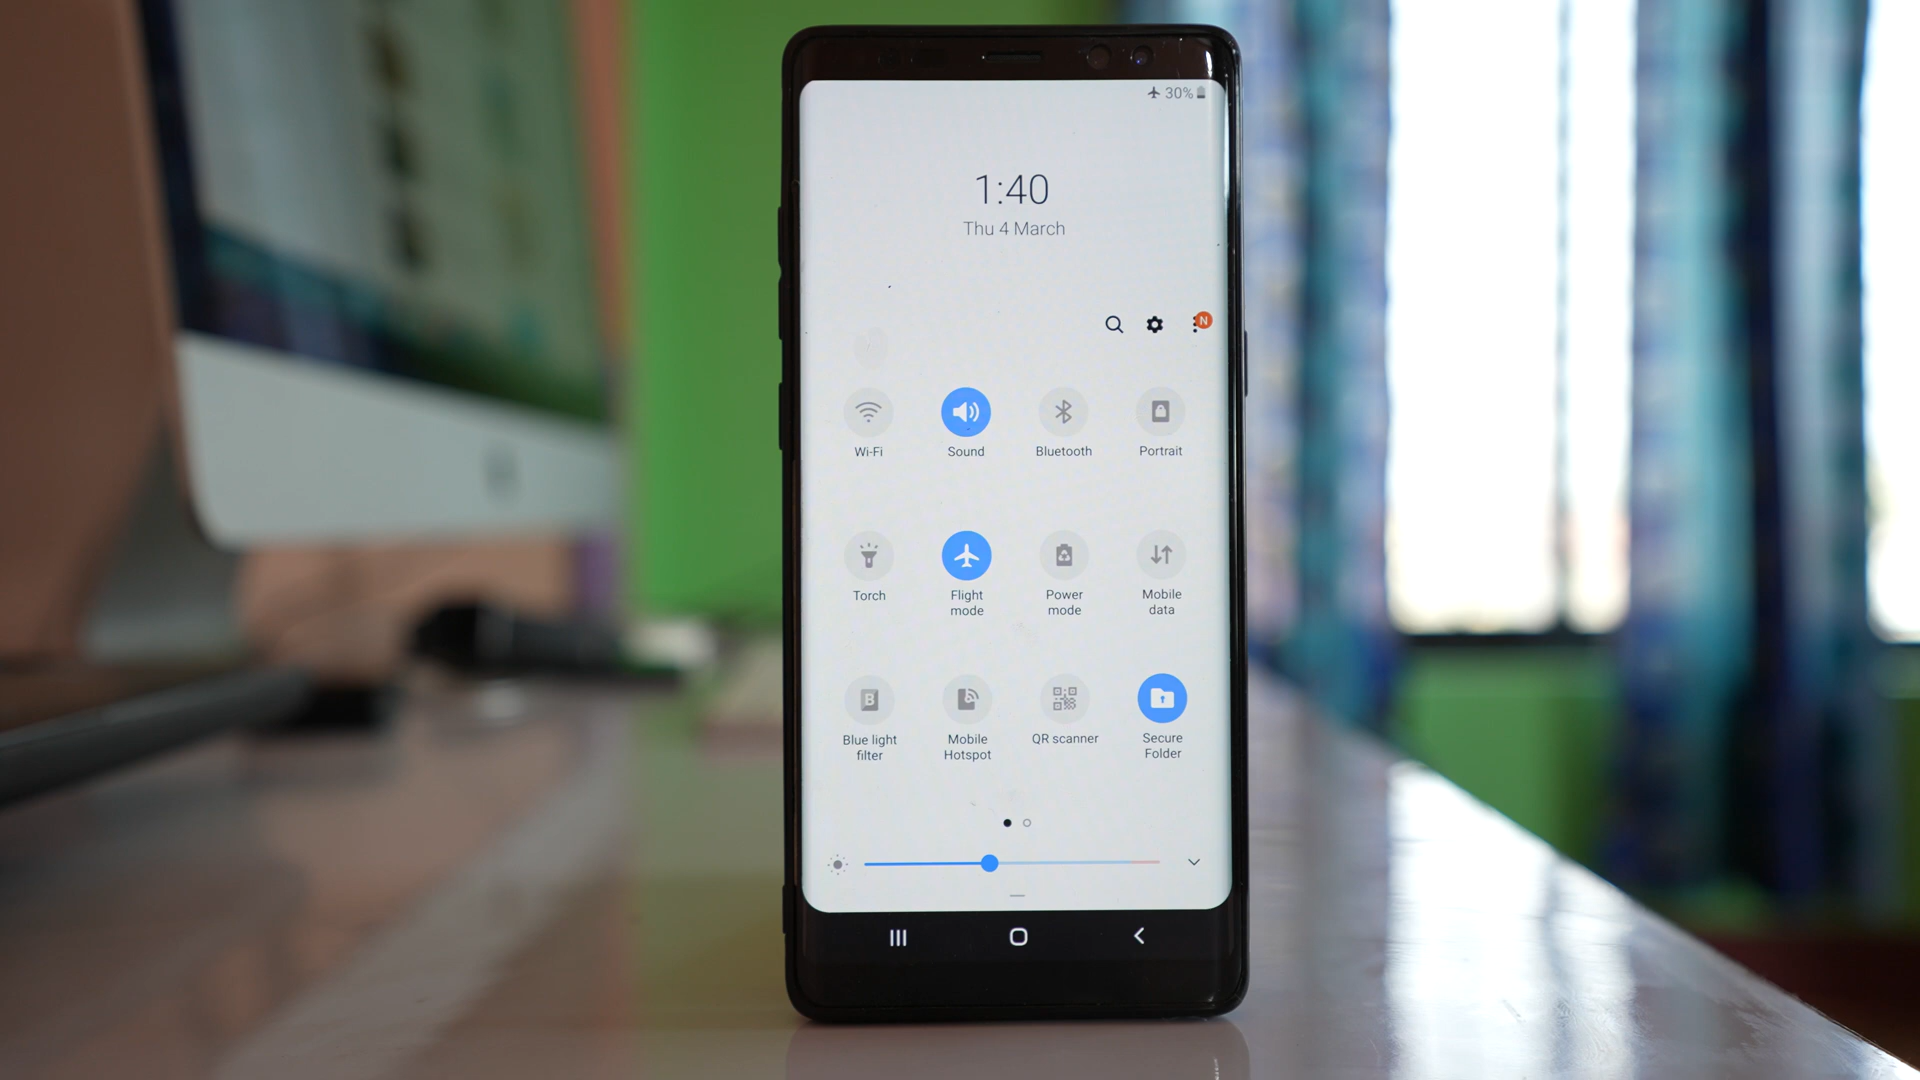 30%
1:40
Thu 4 March
N
Wi-Fi
Sound
Bluetooth
Portrait
Torch
Flight
mode
Power
mode
Mobile
data
B
Blue light
filter
Mobile
Hotspot
QR scanner
Secure
Folder